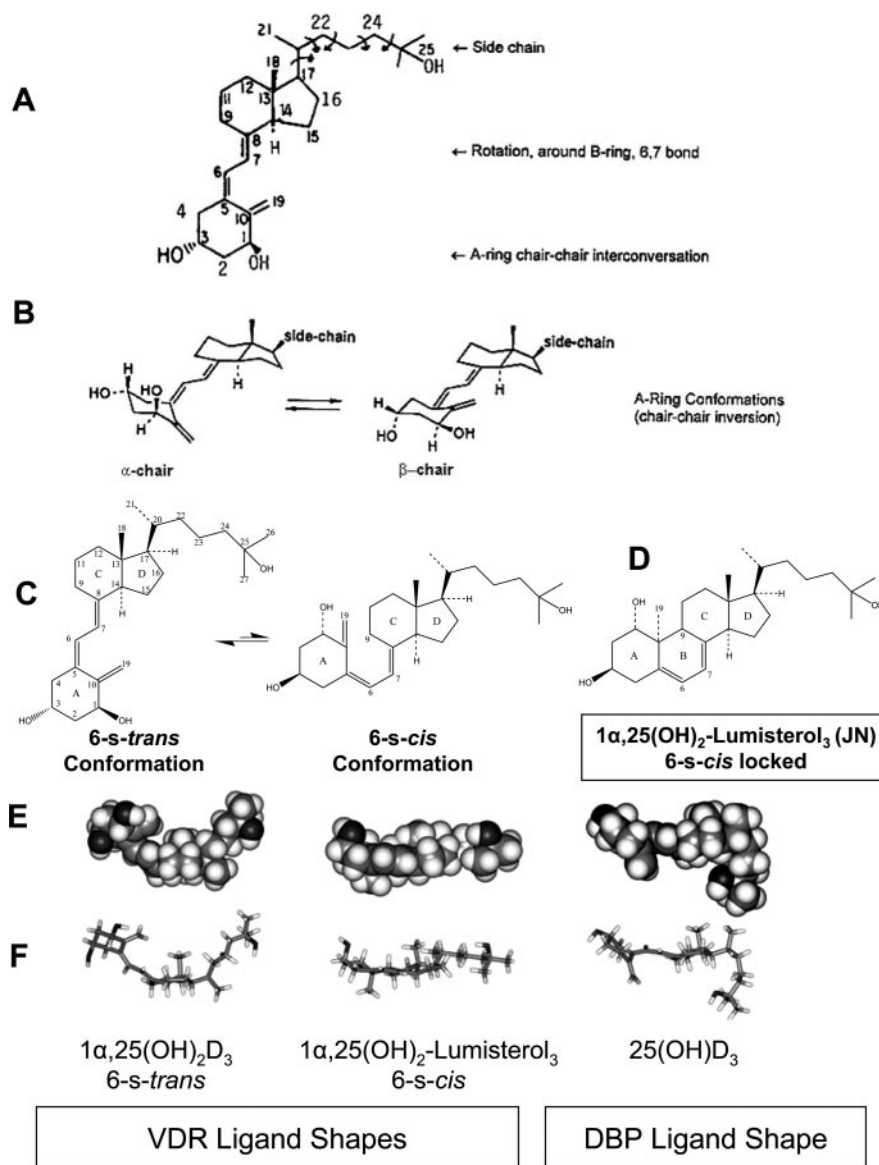 A
21
22
24
18
25
OH
← Side chain
17
12
11
13
16
14
9
8
15
H
7
← Rotation, around B-ring, 6,7 bond
6
5
19
4
10
3
1
HO
2
OH
← A-ring chair-chair interconversation
B
side-chain
side-chain
H
HO
HO
H
α-chair
H
HO
H
OH
β–chair
A-Ring Conformations
(chair-chair inversion)
C
21
20
22
18
23
24
25
26
27
OH
12
17
H
11
13
16
C
D
9
14
15
8
H
7
6
5
19
4
10
A
3
1
HO
2
OH
6-s-trans
Conformation
OH
19
C
D
H
9
A
H
HO
6
7
OH
6-s-cis
Conformation
D
OH
19
C
D
H
9
A
B
H
HO
6
7
OH
1α,25(OH)2-Lumisterol3 (JN)
6-s-cis locked
E
F
1α,25(OH)2D3
6-s-trans
1α,25(OH)2-Lumisterol3
6-s-cis
25(OH)D3
VDR Ligand Shapes
DBP Ligand Shape